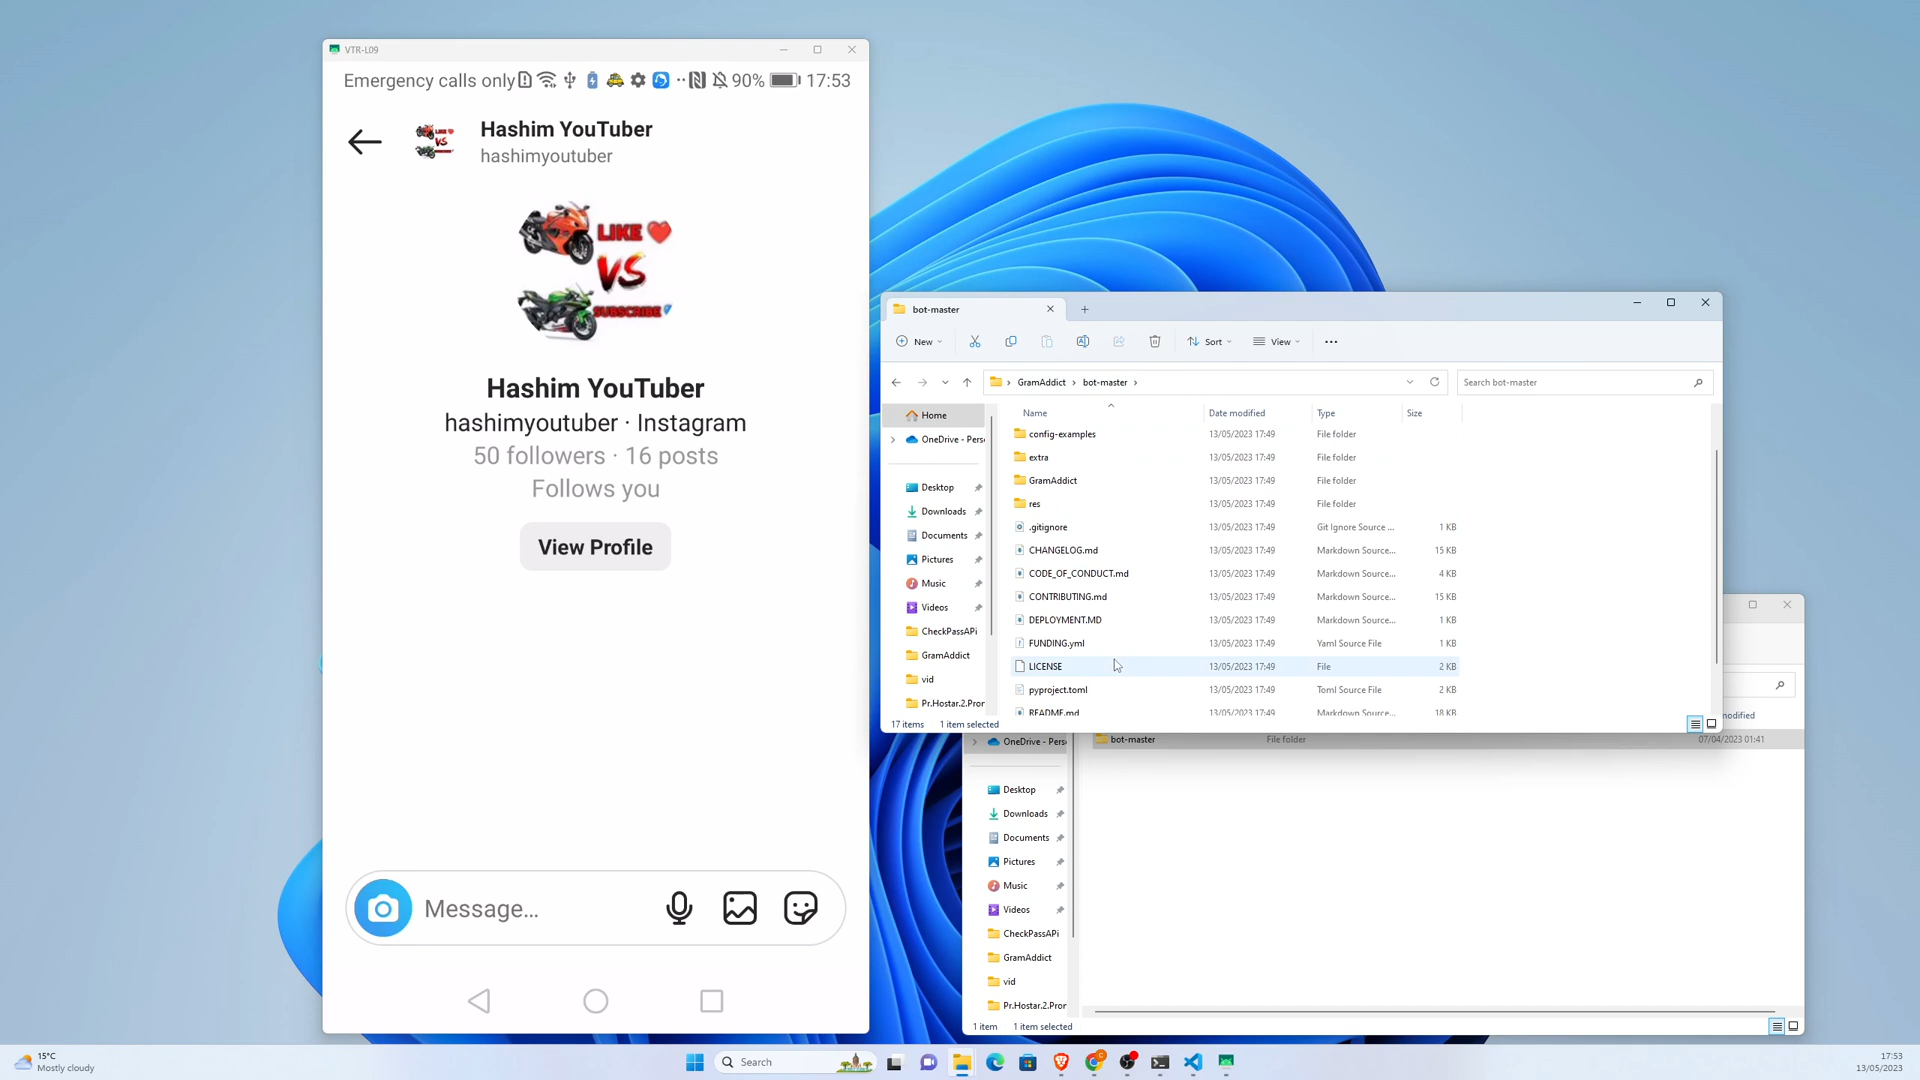 VTR-L09
Emergency calls only 90% 17:53
Hashim YouTuber
hashimyoutuber
LIKE
VS
SUBSCRIBE
Hashim YouTuber
hashimyoutuber · Instagram
50 followers · 16 posts
Follows you
View Profile
Message...
bot-master
New Sort View
GramAddict bot-master Search bot-master
Name Date modified Type Size
Home
OneDrive - Pers
Desktop
Downloads
Documents
Pictures
Music
Videos
CheckPassAPi
GramAddict
vid
Pr.Hostar.2.Pror
config-examples 13/05/2023 17:49 File folder
extra 13/05/2023 17:49 File folder
GramAddict 13/05/2023 17:49 File folder
res 13/05/2023 17:49 File folder
.gitignore 13/05/2023 17:49 Git Ignore Source ... 1 KB
CHANGELOG.md 13/05/2023 17:49 Markdown Source... 15 KB
CODE_OF_CONDUCT.md 13/05/2023 17:49 Markdown Source... 4 KB
CONTRIBUTING.md 13/05/2023 17:49 Markdown Source... 15 KB
DEPLOYMENT.MD 13/05/2023 17:49 Markdown Source... 1 KB
FUNDING.yml 13/05/2023 17:49 Yaml Source File 1 KB
LICENSE 13/05/2023 17:49 File 2 KB
pyproject.toml 13/05/2023 17:49 Toml Source File 2 KB
README.md 13/05/2023 17:49 Markdown Source... 18 KB
17 items 1 item selected
modified
OneDrive - Pers
bot-master File folder 07/04/2023 01:41
Desktop
Downloads
Documents
Pictures
Music
Videos
CheckPassAPi
GramAddict
vid
Pr.Hostar.2.Pror
1 item 1 item selected
15°C
Mostly cloudy
Search
17:53
13/05/2023